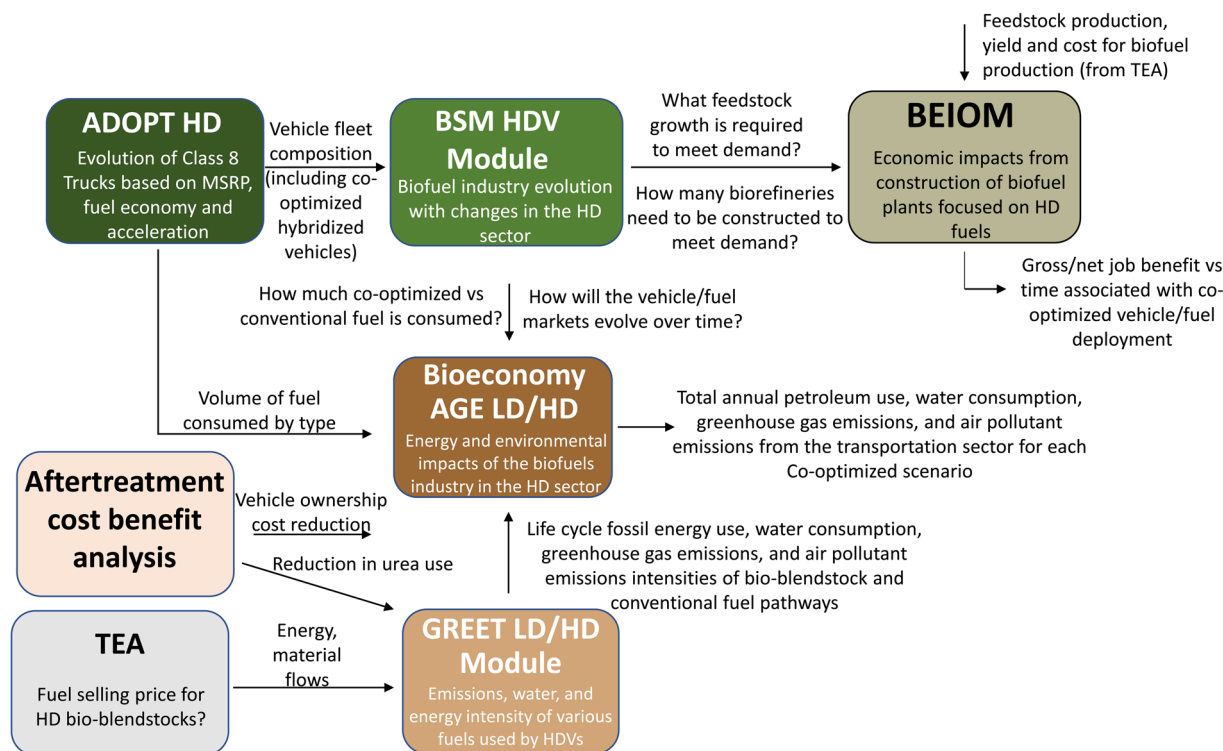 Feedstock production,
yield and cost for biofuel
production (from TEA)
ADOPT HD
Evolution of Class 8
Trucks based on MSRP,
fuel economy and
acceleration
Vehicle fleet
composition
(including co-
optimized
hybridized
vehicles)
BSM HDV
Module
Biofuel industry evolution
with changes in the HD
sector
What feedstock
growth is required
to meet demand?
How many biorefineries
need to be constructed to
meet demand?
BEIOM
Economic impacts from
construction of biofuel
plants focused on HD
fuels
Gross/net job benefit vs
time associated with co-
optimized vehicle/fuel
deployment
How much co-optimized vs
conventional fuel is consumed?
How will the vehicle/fuel
markets evolve over time?
Volume of fuel
consumed by type
Bioeconomy
AGE LD/HD
Energy and environmental
impacts of the biofuels
industry in the HD sector
Total annual petroleum use, water consumption,
greenhouse gas emissions, and air pollutant
emissions from the transportation sector for each
Co-optimized scenario
Aftertreatment
cost benefit
analysis
Vehicle ownership
cost reduction
Reduction in urea use
Life cycle fossil energy use, water consumption,
greenhouse gas emissions, and air pollutant
emissions intensities of bio-blendstock and
conventional fuel pathways
TEA
Fuel selling price for
HD bio-blendstocks?
Energy,
material
flows
GREET LD/HD
Module
Emissions, water, and
energy intensity of various
fuels used by HDVs